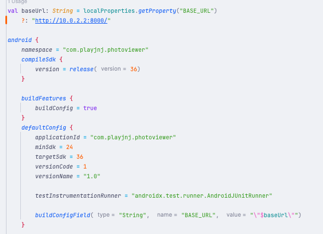 1 Usage
val baseUrl: String = localProperties.getProperty("BASE_URL")
?: "http://10.0.2.2:8000/"
android {
namespace = "com.playjnj.photoviewer"
compileSdk {
version = release( version = 36)
}
buildFeatures {
buildConfig = true
}
defaultConfig {
applicationId = "com.playjnj.photoviewer"
minSdk = 24
targetSdk = 36
versionCode = 1
versionName = "1.0"
testInstrumentationRunner = "androidx.test.runner.AndroidJUnitRunner"
buildConfigField( type = "String", name = "BASE_URL", value = "\"$baseUrl\"")
}